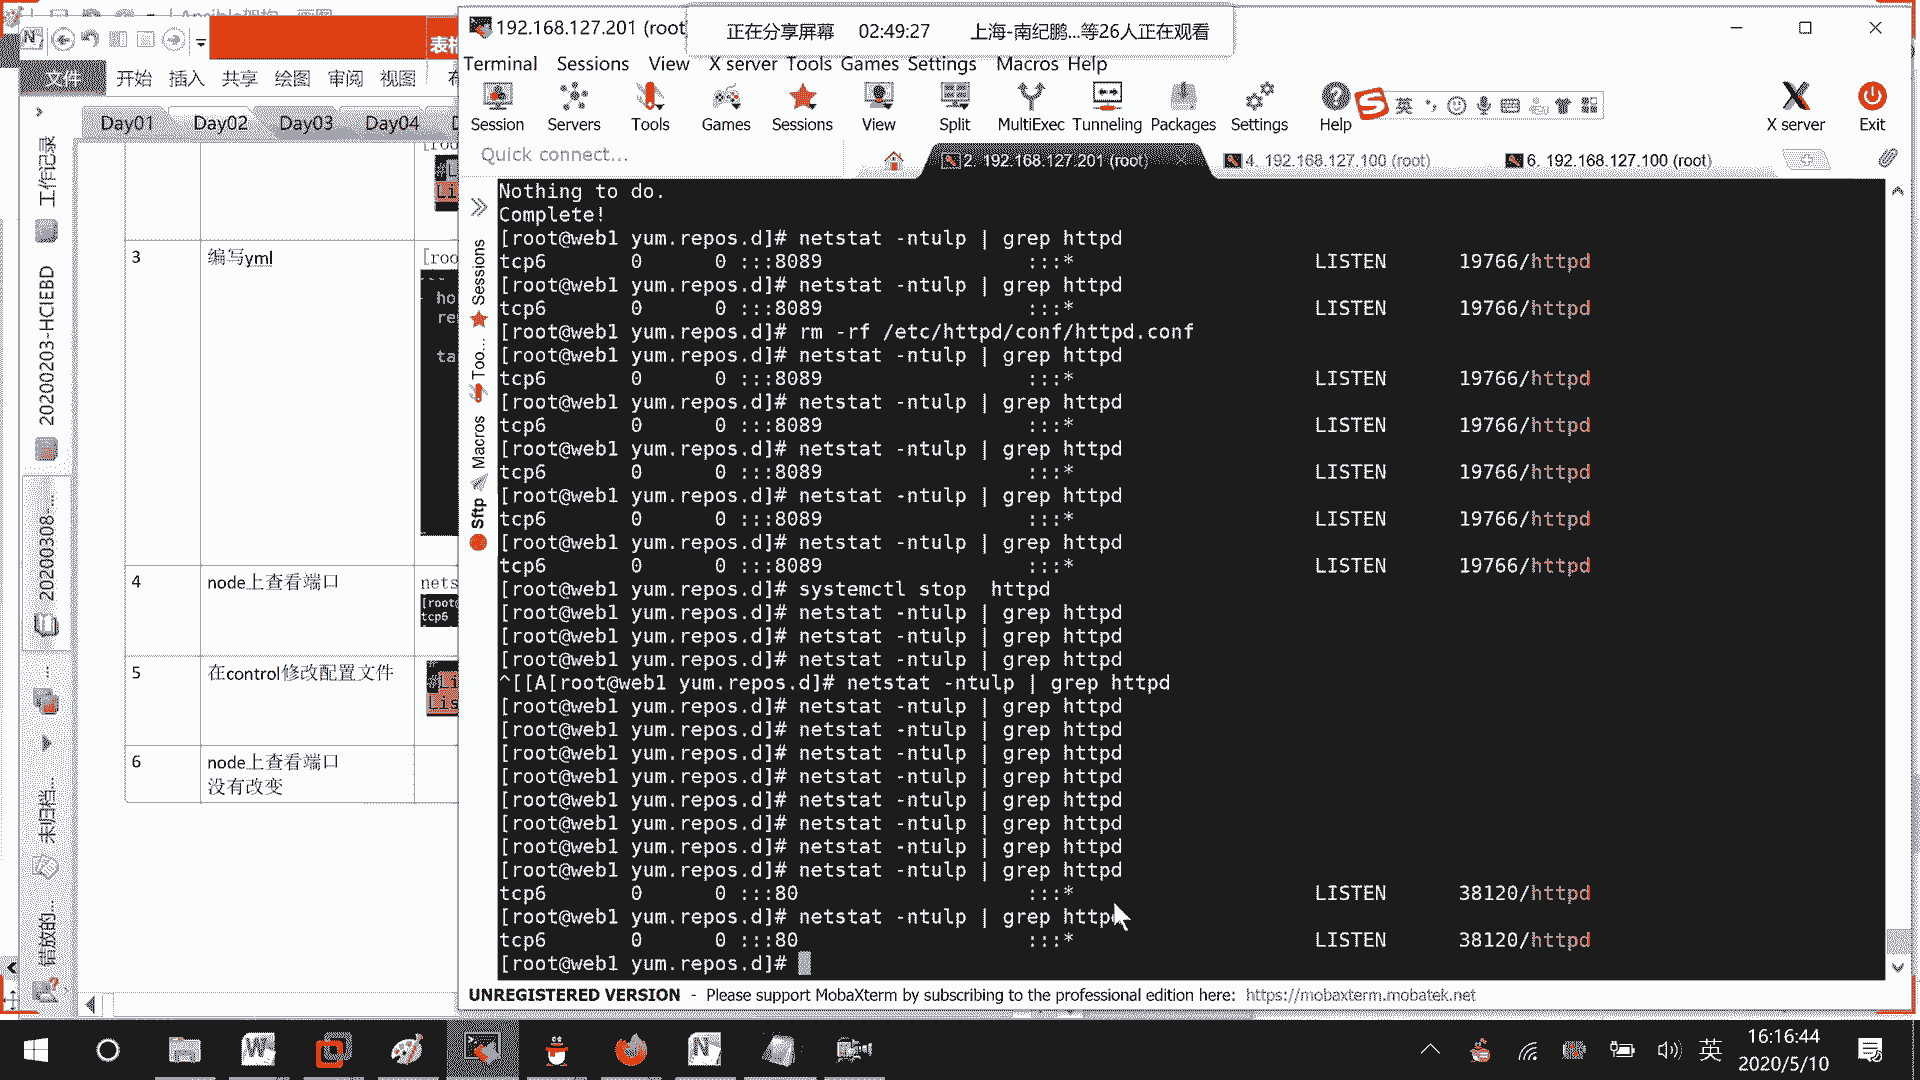 192.168.127.201 (root
正在分享屏幕 02:49:27 上海-南纪鹏...等26人正在观看
文件 开始 插入 共享 绘图 审阅 视图
Terminal Sessions View X server Tools Games Settings Macros Help
Session Servers Tools Games Sessions View Split MultiExec Tunneling Packages Settings Help X server Exit
英
Day01 Day02 Day03 Day04
Quick connect...
2. 192.168.127.201 (root) 4. 192.168.127.100 (root) 6. 192.168.127.100 (root)
工作记录
20200203-HCIEBD
20200308-...
未归档...
错放的...
3 编写yml [roo
ho
re
ta
4 node上查看端口 nets
[root@
tcp6
5 在control修改配置文件
6 node上查看端口
没有改变
Sessions
Too...
Macros
Sftp
Nothing to do.
Complete!
[root@web1 yum.repos.d]# netstat -ntulp | grep httpd
tcp6 0 0 :::8089 :::* LISTEN 19766/httpd
[root@web1 yum.repos.d]# netstat -ntulp | grep httpd
tcp6 0 0 :::8089 :::* LISTEN 19766/httpd
[root@web1 yum.repos.d]# rm -rf /etc/httpd/conf/httpd.conf
[root@web1 yum.repos.d]# netstat -ntulp | grep httpd
tcp6 0 0 :::8089 :::* LISTEN 19766/httpd
[root@web1 yum.repos.d]# netstat -ntulp | grep httpd
tcp6 0 0 :::8089 :::* LISTEN 19766/httpd
[root@web1 yum.repos.d]# netstat -ntulp | grep httpd
tcp6 0 0 :::8089 :::* LISTEN 19766/httpd
[root@web1 yum.repos.d]# netstat -ntulp | grep httpd
tcp6 0 0 :::8089 :::* LISTEN 19766/httpd
[root@web1 yum.repos.d]# netstat -ntulp | grep httpd
tcp6 0 0 :::8089 :::* LISTEN 19766/httpd
[root@web1 yum.repos.d]# systemctl stop  httpd
[root@web1 yum.repos.d]# netstat -ntulp | grep httpd
[root@web1 yum.repos.d]# netstat -ntulp | grep httpd
[root@web1 yum.repos.d]# netstat -ntulp | grep httpd
^[[A[root@web1 yum.repos.d]# netstat -ntulp | grep httpd
[root@web1 yum.repos.d]# netstat -ntulp | grep httpd
[root@web1 yum.repos.d]# netstat -ntulp | grep httpd
[root@web1 yum.repos.d]# netstat -ntulp | grep httpd
[root@web1 yum.repos.d]# netstat -ntulp | grep httpd
[root@web1 yum.repos.d]# netstat -ntulp | grep httpd
[root@web1 yum.repos.d]# netstat -ntulp | grep httpd
[root@web1 yum.repos.d]# netstat -ntulp | grep httpd
[root@web1 yum.repos.d]# netstat -ntulp | grep httpd
tcp6 0 0 :::80 :::* LISTEN 38120/httpd
[root@web1 yum.repos.d]# netstat -ntulp | grep httpd
tcp6 0 0 :::80 :::* LISTEN 38120/httpd
[root@web1 yum.repos.d]#
UNREGISTERED VERSION - Please support MobaXterm by subscribing to the professional edition here: https://mobaxterm.mobatek.net
英 16:16:44
2020/5/10